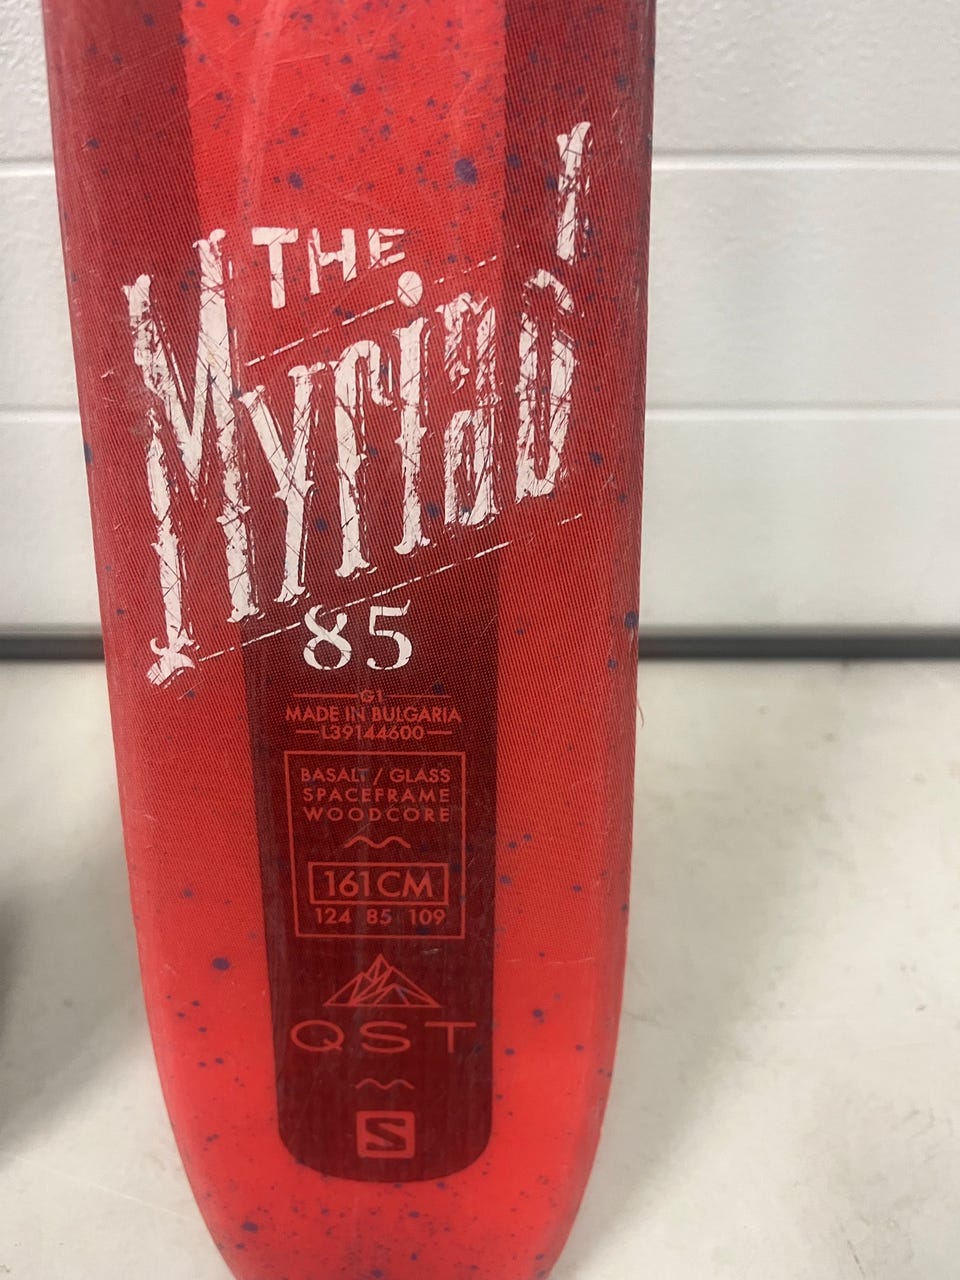 THE
Myriad
85
G1
MADE IN BULGARIA
L39144600
BASALT / GLASS
SPACEFRAME
WOODCORE
161CM
124 85 109
QST
S